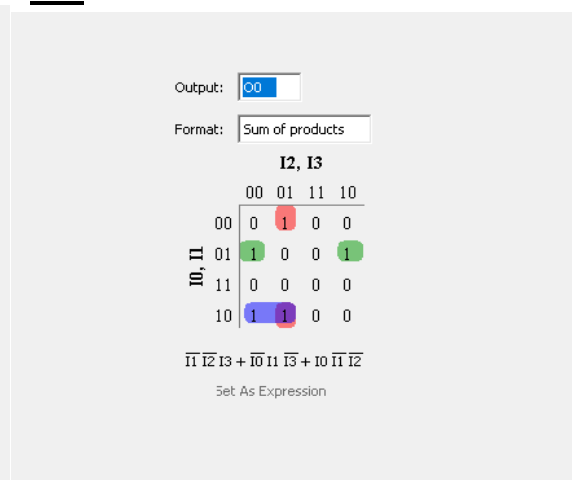 Output: O0
Format: Sum of products
I2, I3
00 01 11 10
00 0 1 0 0
I0, I1
01 1 0 0 1
11 0 0 0 0
10 1 1 0 0
I̅1̅ I̅2̅ I3 + I̅0̅ I1 I̅3̅ + I0 I̅1̅ I̅2̅
Set As Expression